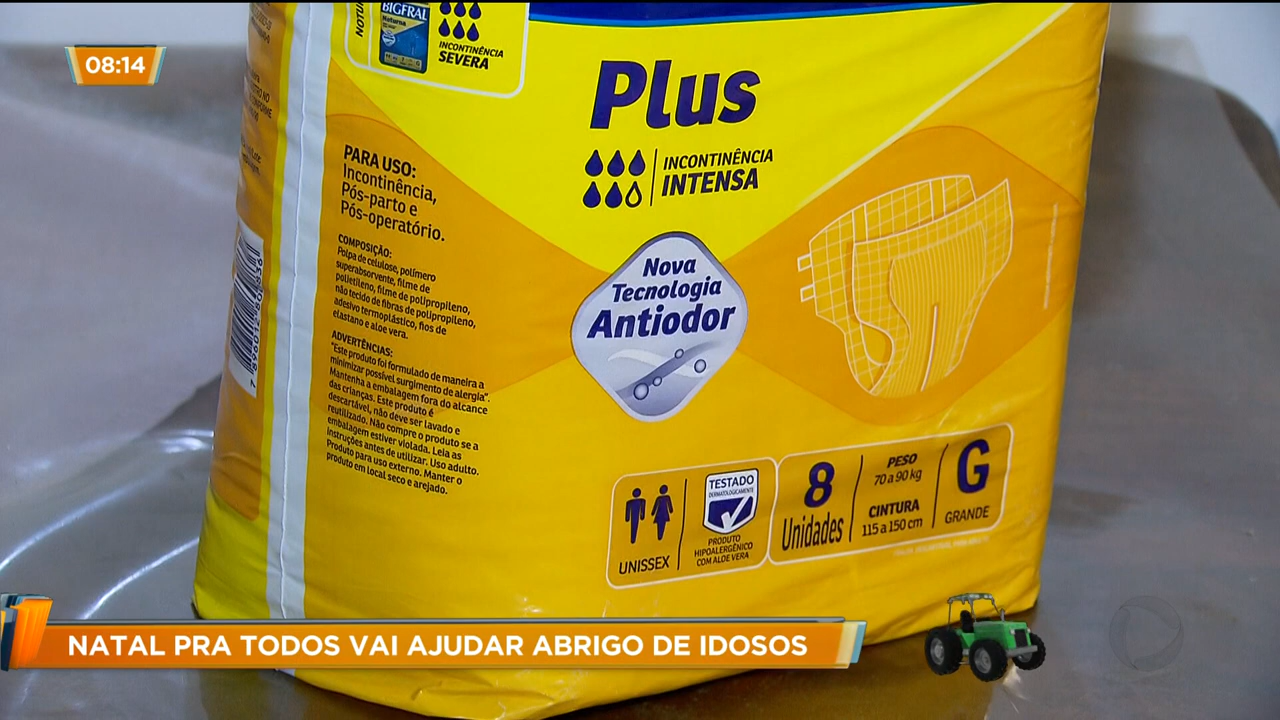 08:14
BIGFRAL
Noturna
INCONTINÊNCIA
SEVERA
Plus
INCONTINÊNCIA
INTENSA
PARA USO:
Incontinência,
Pós-parto e
Pós-operatório.
COMPOSIÇÃO:
Polpa de celulose, polímero
superabsorvente, filme de
polietileno, filme de polipropileno,
não tecido de fibras de polipropileno,
adesivo termoplástico, fios de
elastano e aloe vera.
ADVERTÊNCIAS:
"Este produto foi formulado de maneira a
minimizar possível surgimento de alergia".
Mantenha a embalagem fora do alcance
das crianças. Este produto é
descartável, não deve ser lavado e
reutilizado. Não compre o produto se a
embalagem estiver violada. Leia as
instruções antes de utilizar. Uso adulto.
Produto para uso externo. Manter o
produto em local seco e arejado.
Nova
Tecnologia
Antiodor
UNISSEX
TESTADO
DERMATOLOGICAMENTE
PRODUTO
HIPOALERGÊNICO
COM ALOE VERA
8
Unidades
PESO
70 a 90 kg
CINTURA
115 a 150 cm
G
GRANDE
NATAL PRA TODOS VAI AJUDAR ABRIGO DE IDOSOS